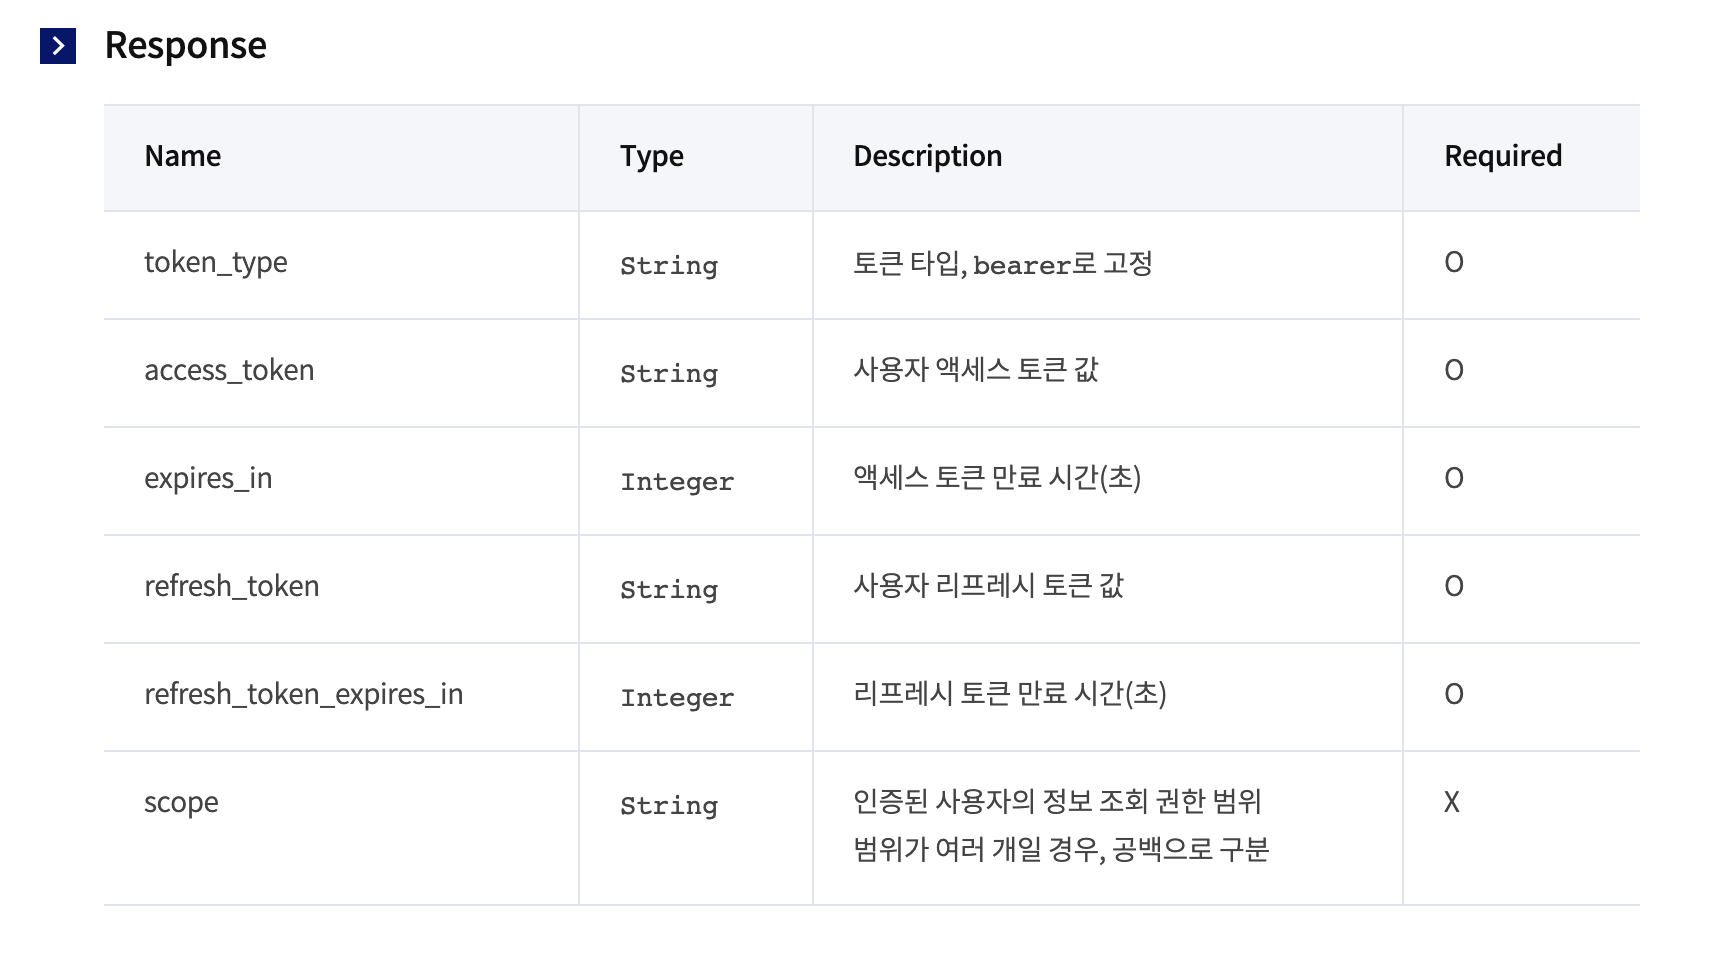 Response
Name Type Description Required
token_type String 토큰 타입, bearer로 고정 O
access_token String 사용자 액세스 토큰 값 O
expires_in Integer 액세스 토큰 만료 시간(초) O
refresh_token String 사용자 리프레시 토큰 값 O
refresh_token_expires_in Integer 리프레시 토큰 만료 시간(초) O
scope String 인증된 사용자의 정보 조회 권한 범위 X
범위가 여러 개일 경우, 공백으로 구분